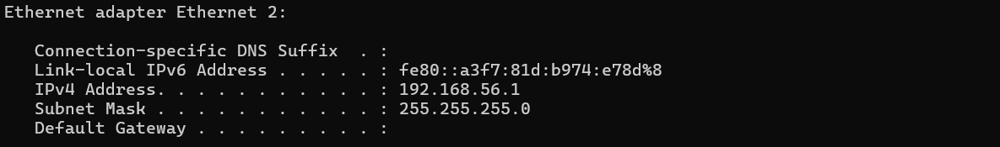 Ethernet adapter Ethernet 2:
Connection-specific DNS Suffix  . :
Link-local IPv6 Address . . . . . : fe80::a3f7:81d:b974:e78d%8
IPv4 Address. . . . . . . . . . . : 192.168.56.1
Subnet Mask . . . . . . . . . . . : 255.255.255.0
Default Gateway . . . . . . . . . :